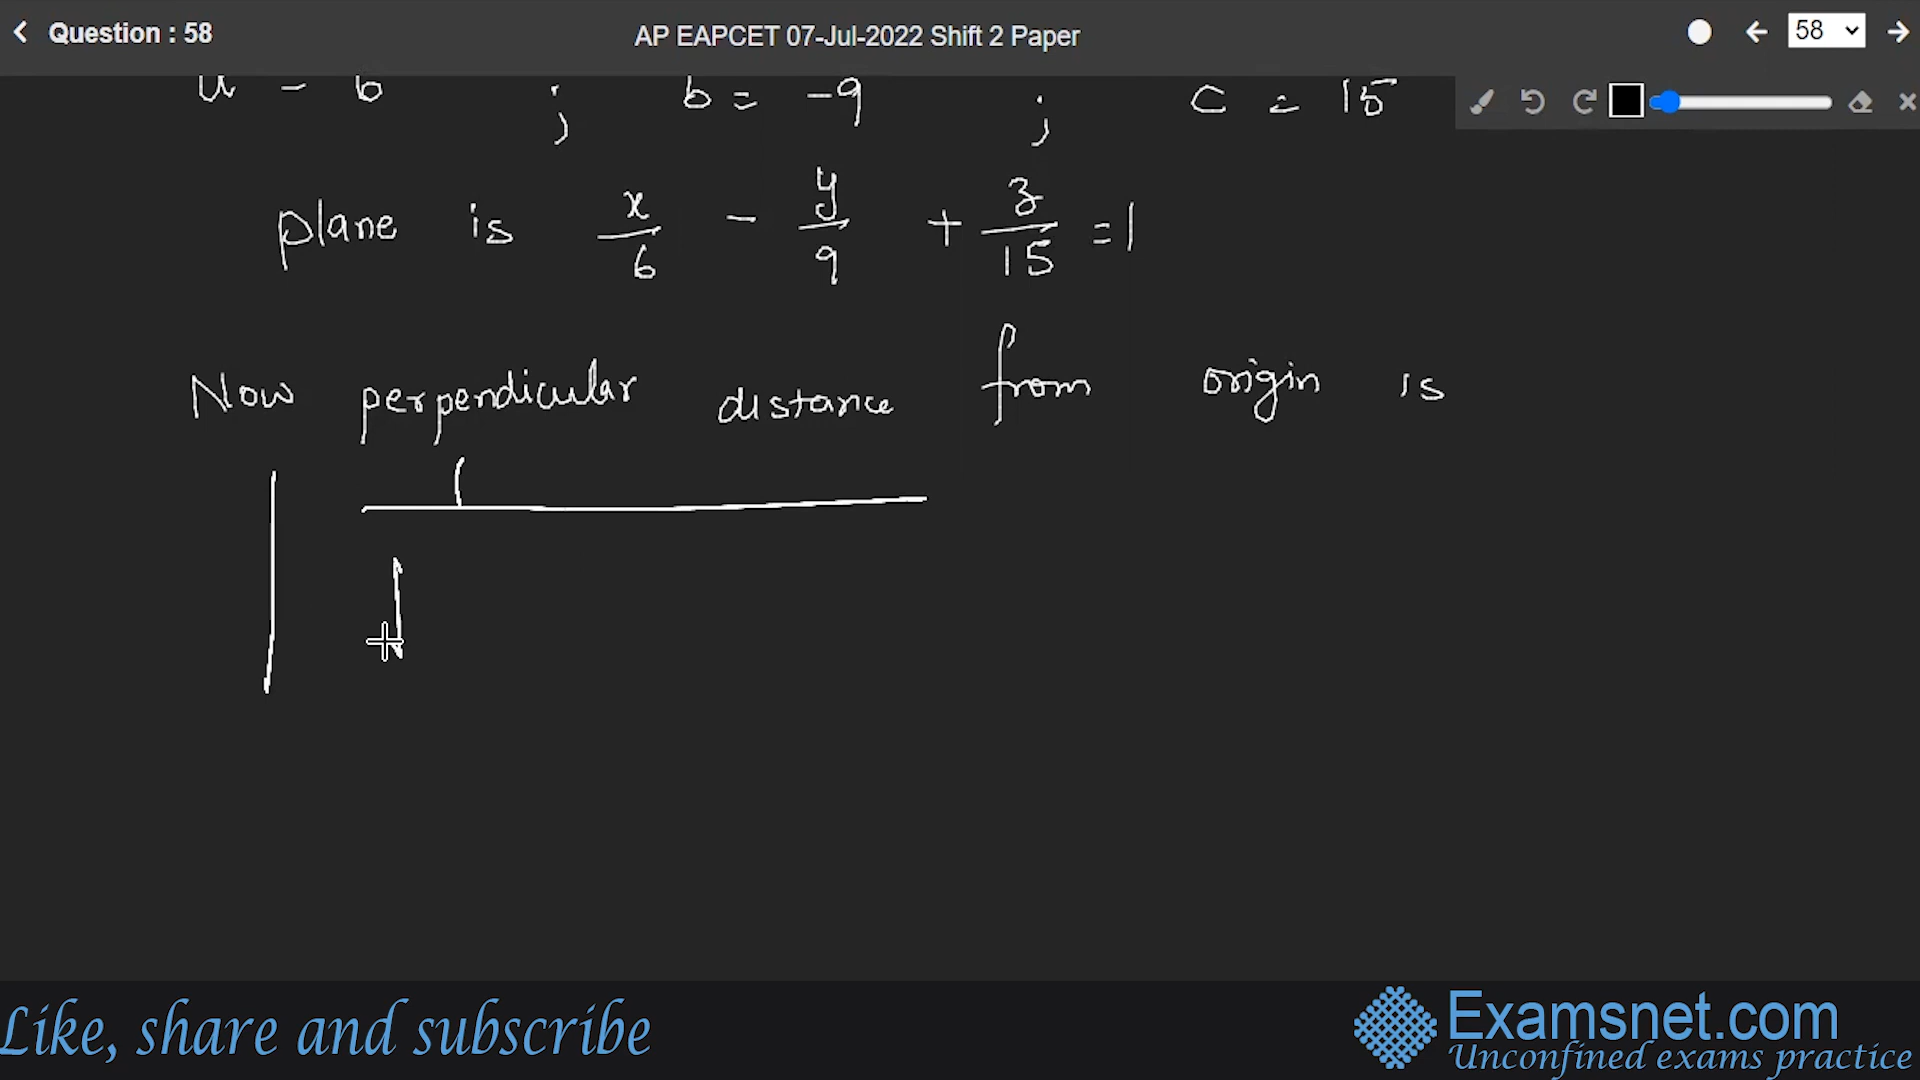 Question : 58
AP EAPCET 07-Jul-2022 Shift 2 Paper
58
a = 6 ; b = -9 ; c = 15
plane is x/6 - y/9 + z/15 = 1
Now perpendicular distance from origin is
Like, share and subscribe
Examsnet.com
Unconfined exams practice